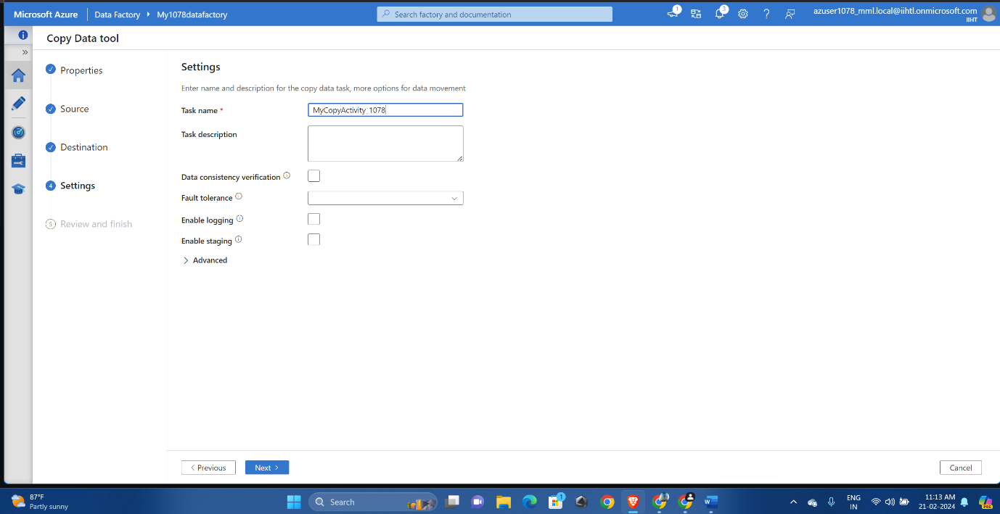 Microsoft Azure Data Factory My1078datafactory Search factory and documentation 1 3 azuser1078_mml.local@iihtl.onmicrosoft.com
IIHT
Copy Data tool
Properties
Source
Destination
4 Settings
5 Review and finish
Settings
Enter name and description for the copy data task, more options for data movement
Task name * MyCopyActivity_1078
Task description
Data consistency verification
Fault tolerance
Enable logging
Enable staging
Advanced
Previous Next Cancel
87°F
Partly sunny
Search
1
W
ENG
IN
11:13 AM
21-02-2024
PRE